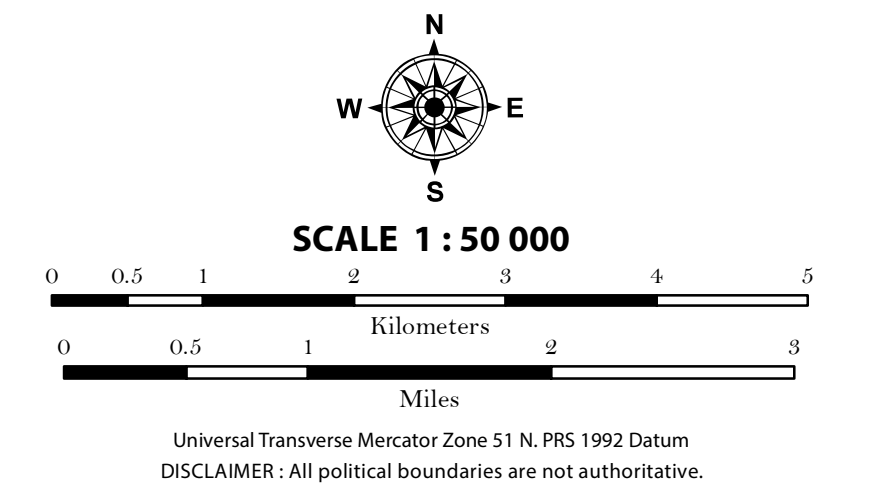 N
W E
S
SCALE 1 : 50 000
0 0.5 1 2 3 4 5
Kilometers
0 0.5 1 2 3
Miles
Universal Transverse Mercator Zone 51 N. PRS 1992 Datum
DISCLAIMER : All political boundaries are not authoritative.